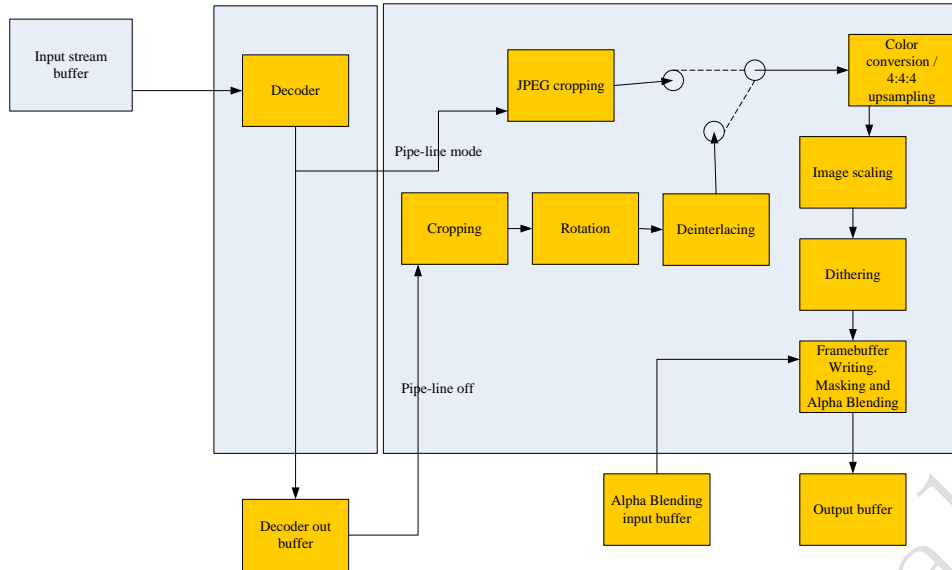 Input stream
buffer
Decoder
JPEG cropping
Color
conversion /
4:4:4
upsampling
Pipe-line mode
Image scaling
Cropping
Rotation
Deinterlacing
Dithering
Framebuffer
Writing.
Masking and
Alpha Blending
Pipe-line off
Decoder out
buffer
Alpha Blending
input buffer
Output buffer